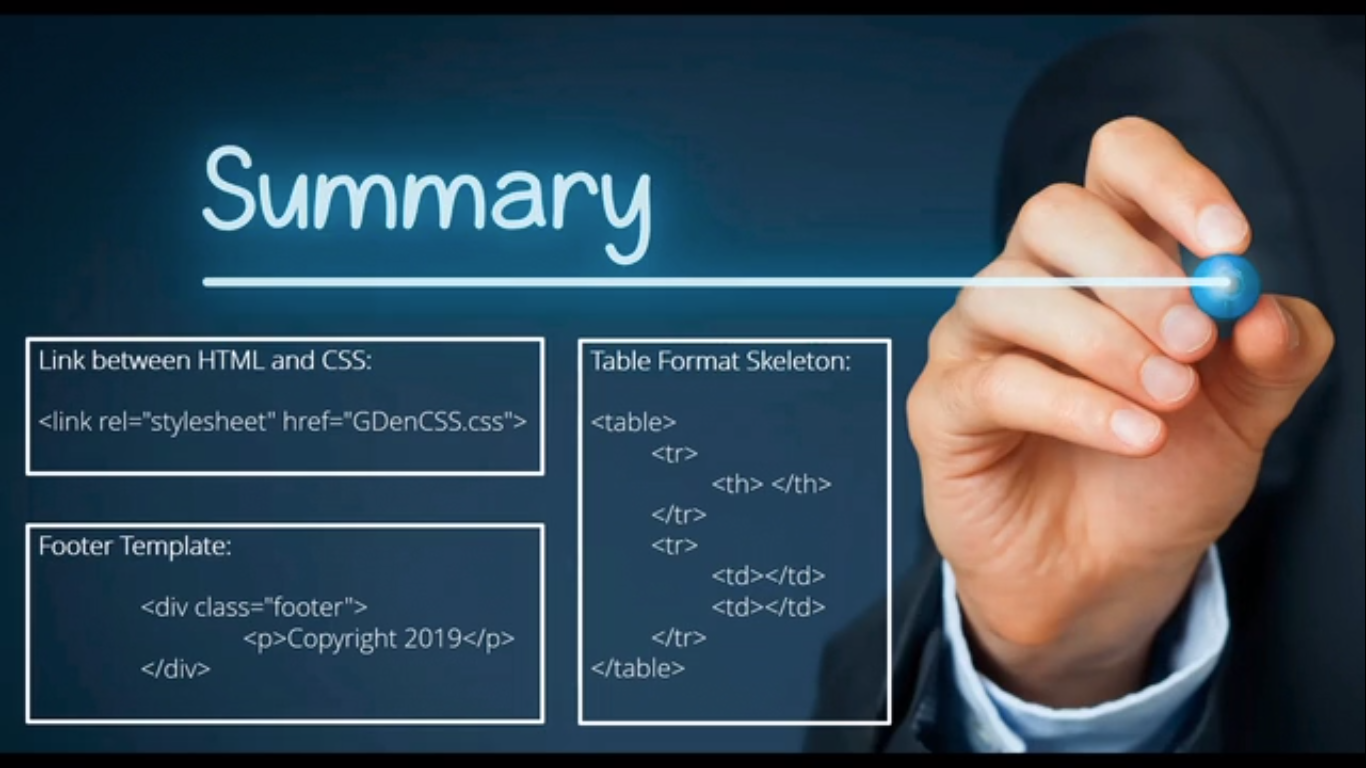 Summary
Link between HTML and CSS:
<link rel="stylesheet" href="GDenCSS.css">
Footer Template:
<div class="footer">
<p>Copyright 2019</p>
</div>
Table Format Skeleton:
<table>
<tr>
<th> </th>
</tr>
<tr>
<td></td>
<td></td>
</tr>
</table>